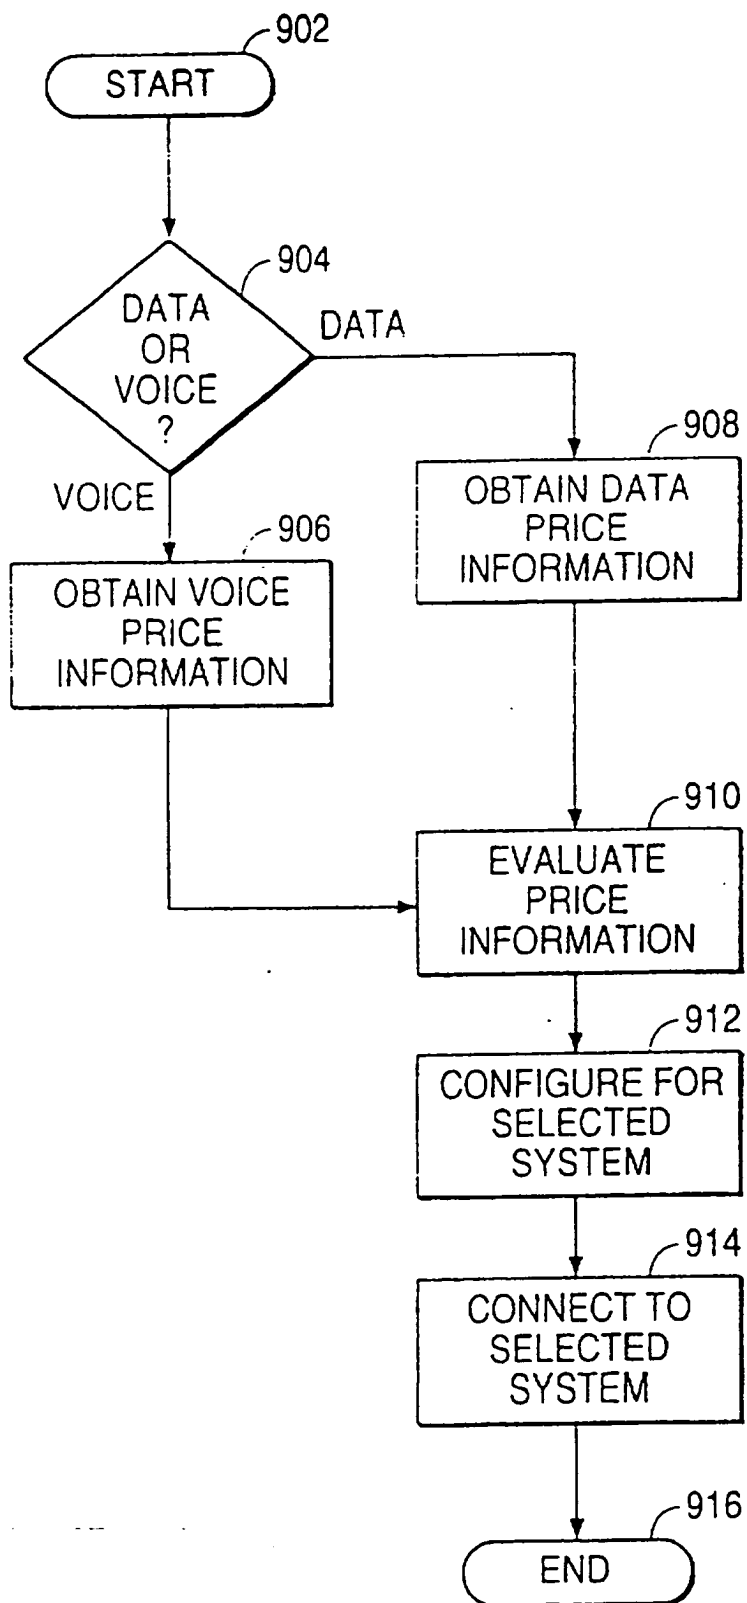 902
START
904
DATA
OR
VOICE
?
DATA
VOICE
906
OBTAIN VOICE
PRICE
INFORMATION
908
OBTAIN DATA
PRICE
INFORMATION
910
EVALUATE
PRICE
INFORMATION
912
CONFIGURE FOR
SELECTED
SYSTEM
914
CONNECT TO
SELECTED
SYSTEM
916
END